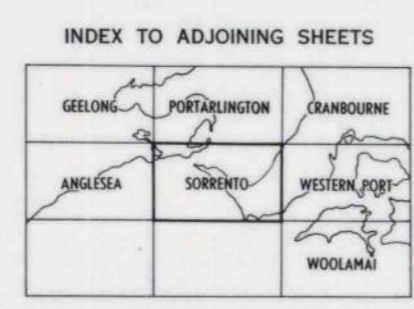 INDEX TO ADJOINING SHEETS
GEELONG PORTARLINGTON CRANBOURNE
ANGLESEA SORRENTO WESTERN PORT
WOOLAMAI